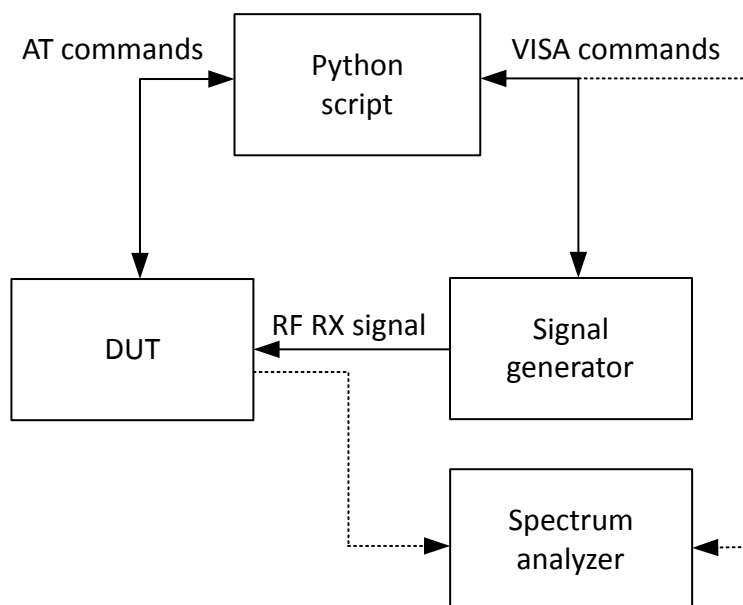 AT commands
Python
script
VISA commands
DUT
RF RX signal
Signal
generator
Spectrum
analyzer